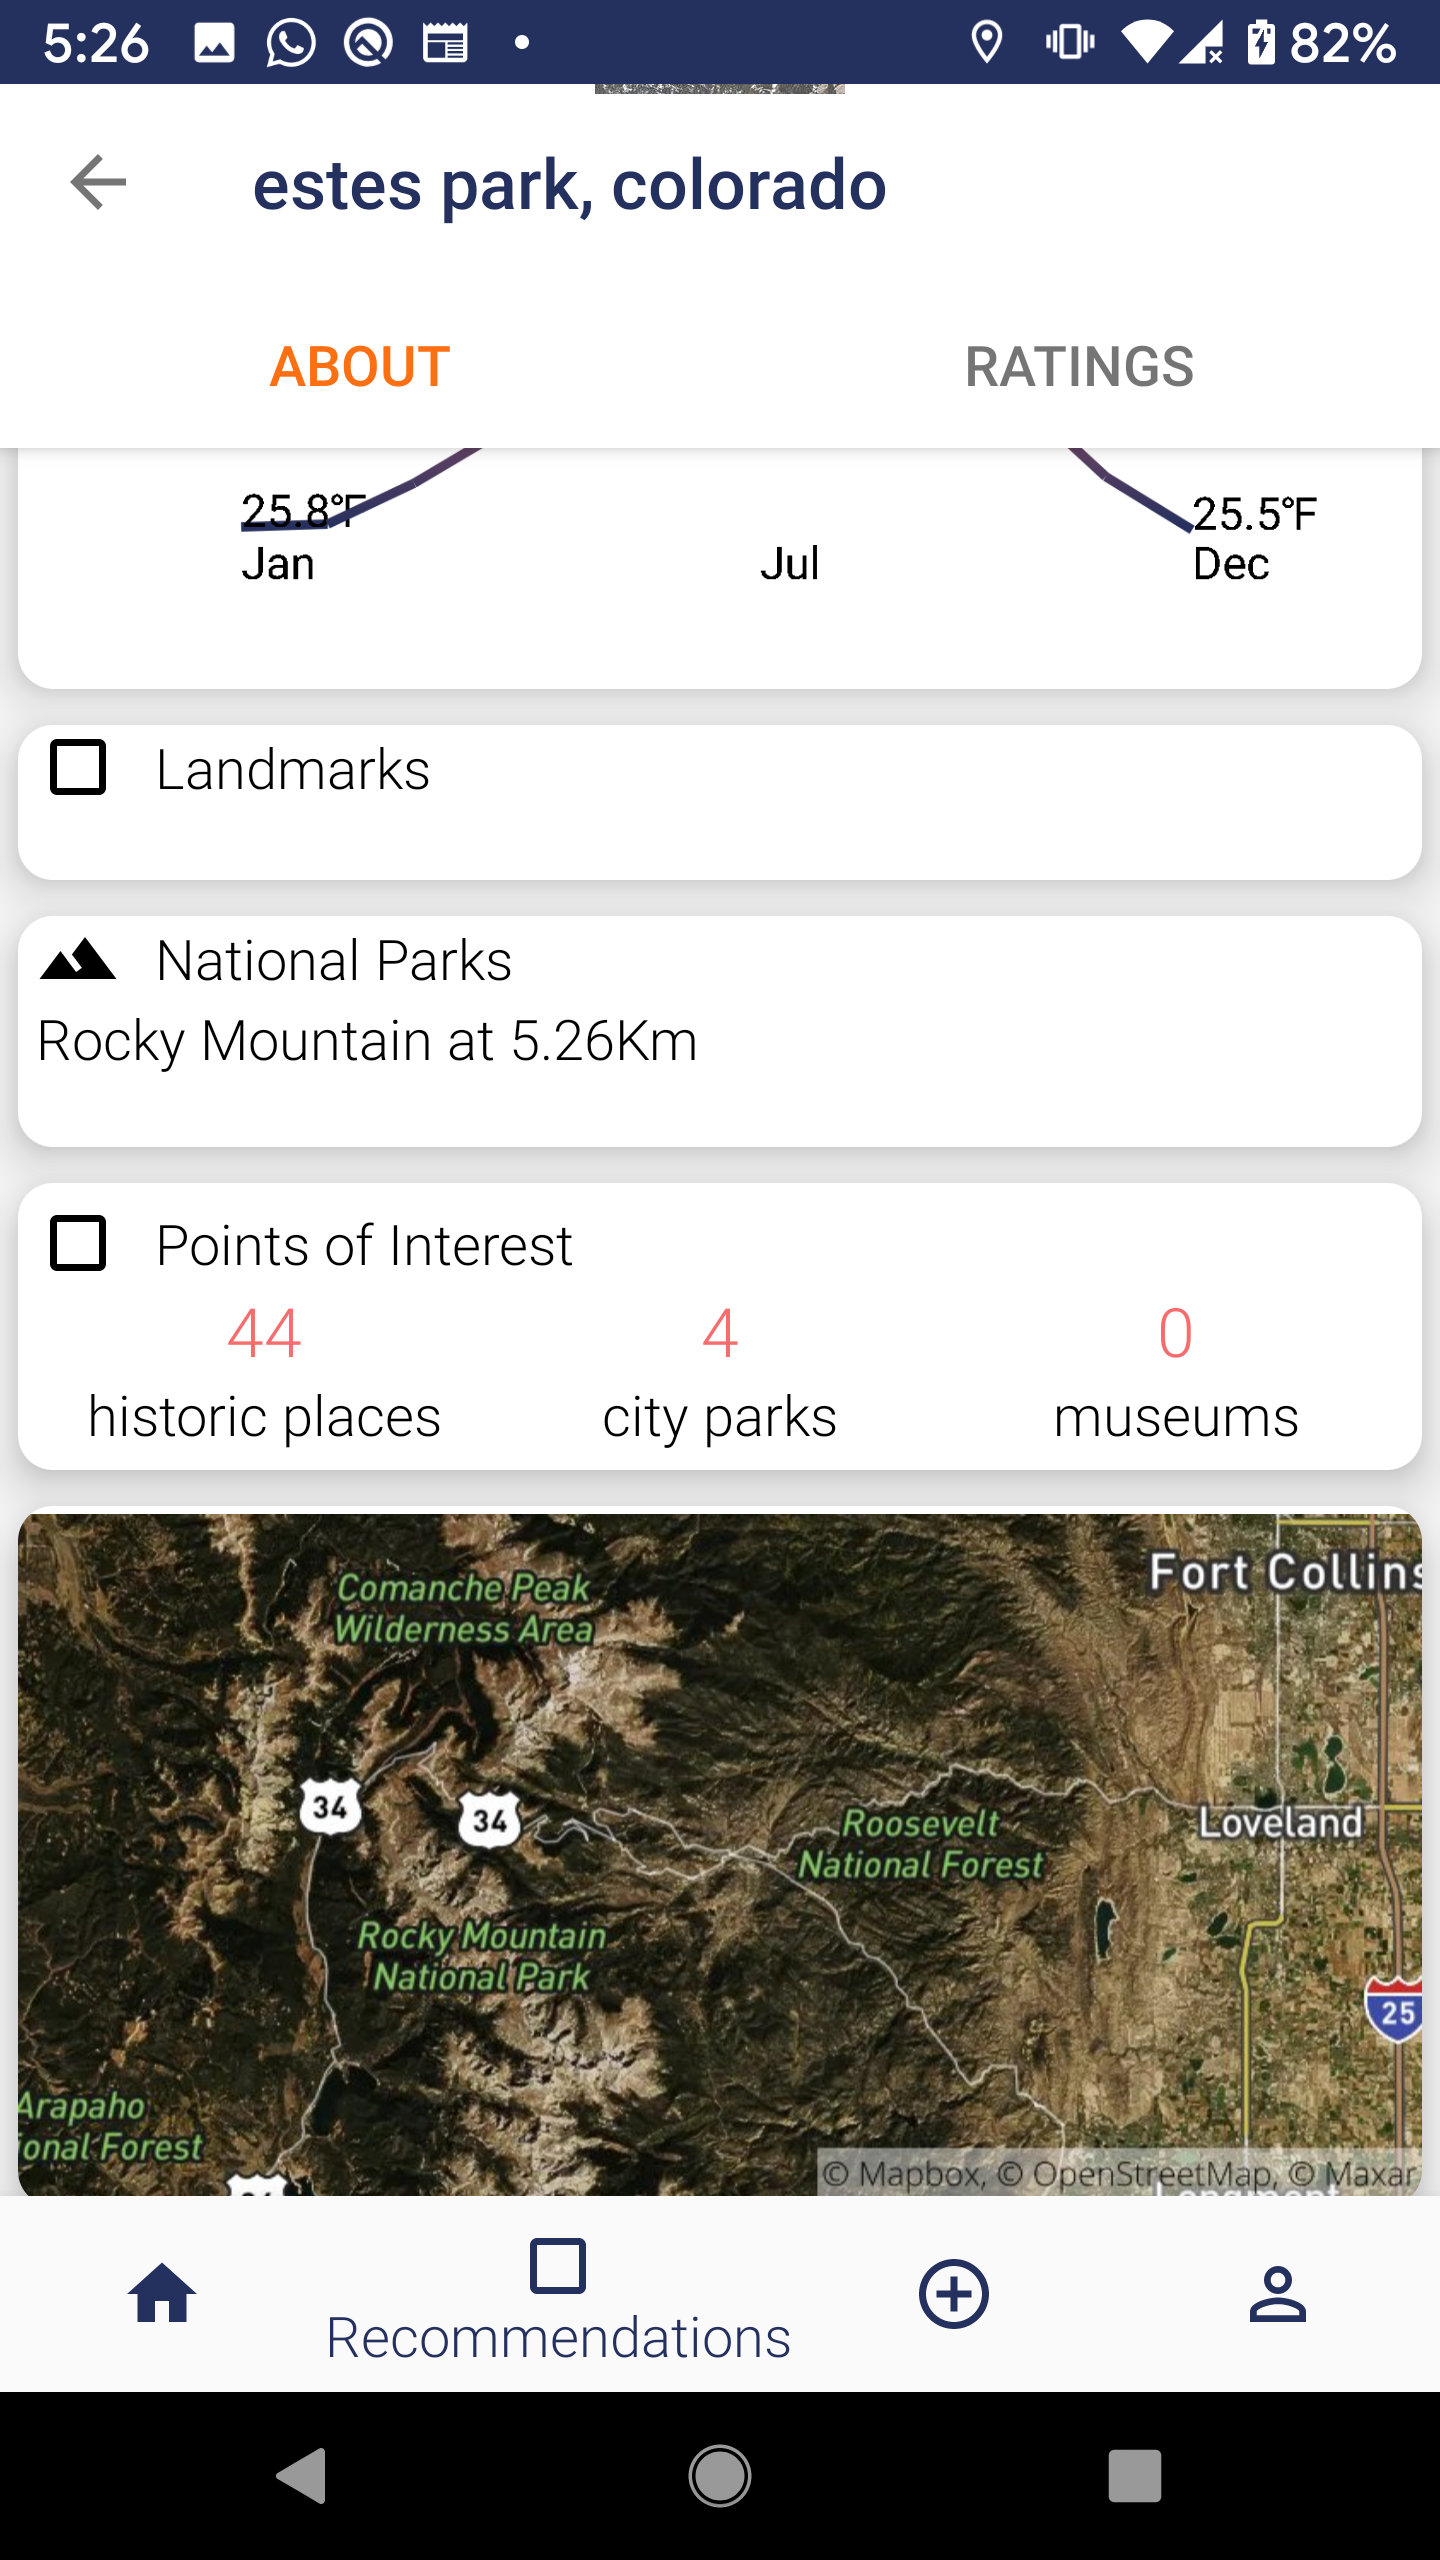 5:26
82%
estes park, colorado
ABOUT
RATINGS
25.8°F
25.5°F
Jan
Jul
Dec
Landmarks
National Parks
Rocky Mountain at 5.26Km
Points of Interest
44
4
0
historic places
city parks
museums
Comanche Peak
Wilderness Area
Fort Collins
34
34
Roosevelt
National Forest
Loveland
Rocky Mountain
National Park
25
Arapaho
ional Forest
© Mapbox, © OpenStreetMap, © Maxar
Recommendations